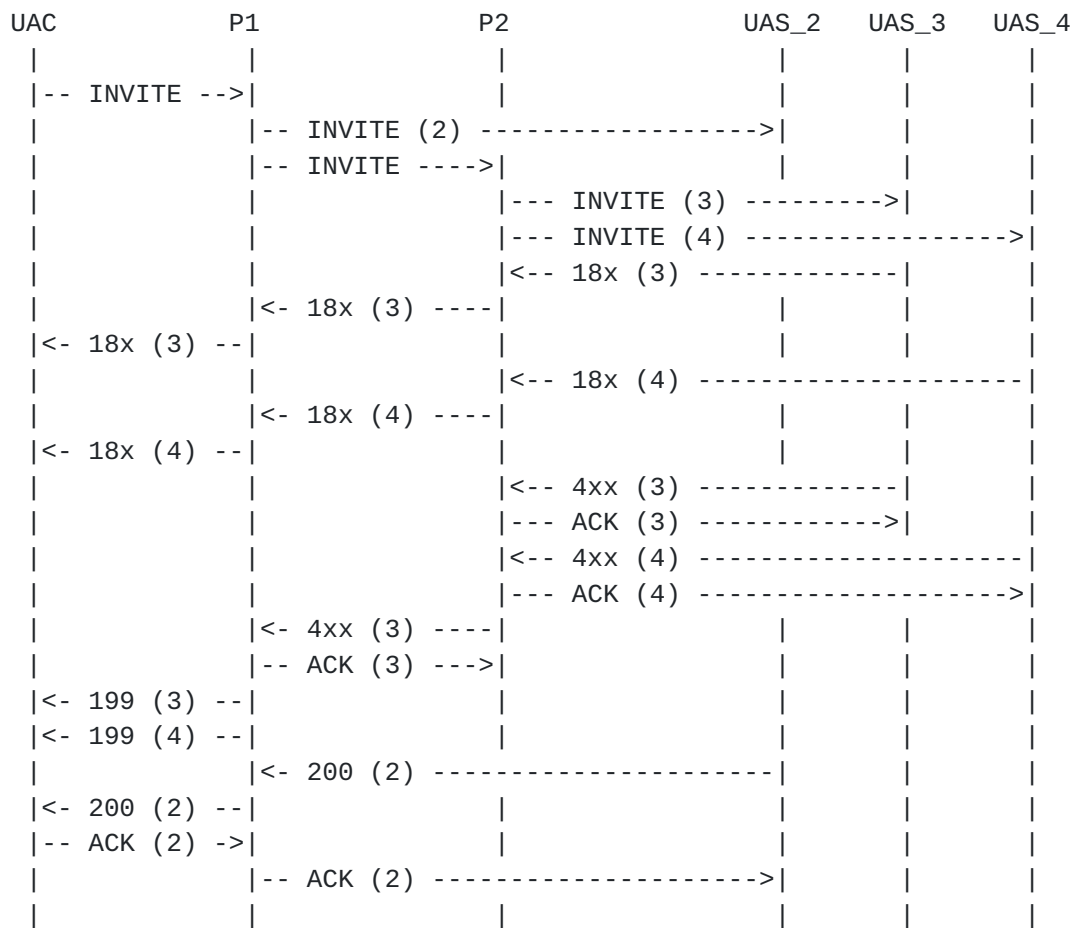 UAC P1 P2 UAS_2 UAS_3 UAS_4
| | | | | |
|-- INVITE -->| | | | |
| |-- INVITE (2) ------------------>| | |
| |-- INVITE ---->| | | |
| | |--- INVITE (3) --------->| |
| | |--- INVITE (4) ----------------->|
| | |<-- 18x (3) -------------| |
| |<- 18x (3) ----| | | |
|<- 18x (3) --| | | | |
| | |<-- 18x (4) ---------------------|
| |<- 18x (4) ----| | | |
|<- 18x (4) --| | | | |
| | |<-- 4xx (3) -------------| |
| | |--- ACK (3) ------------>| |
| | |<-- 4xx (4) ---------------------|
| | |--- ACK (4) -------------------->|
| |<- 4xx (3) ----| | | |
| |-- ACK (3) --->| | | |
|<- 199 (3) --| | | | |
|<- 199 (4) --| | | | |
| |<- 200 (2) ----------------------| | |
|<- 200 (2) --| | | | |
|-- ACK (2) ->| | | | |
| |-- ACK (2) --------------------->| | |
| | | | | |